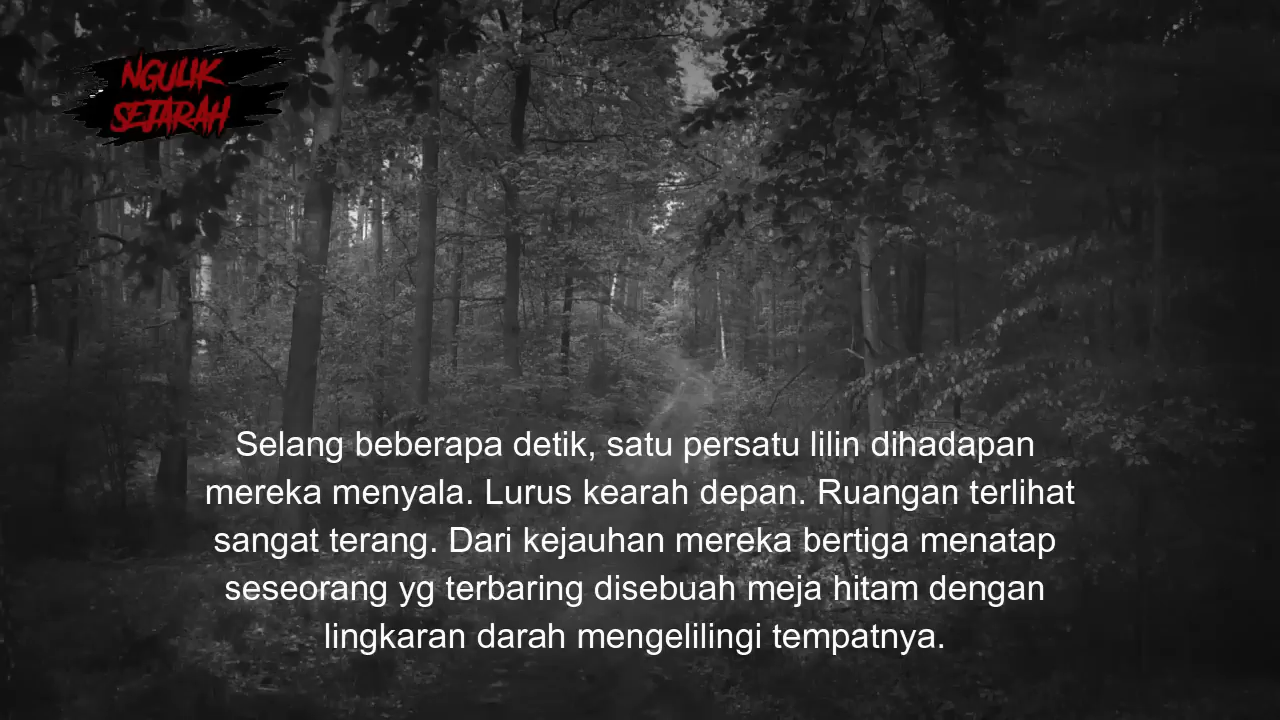 NGULIK
SEJARAH
Selang beberapa detik, satu persatu lilin dihadapan
mereka menyala. Lurus kearah depan. Ruangan terlihat
sangat terang. Dari kejauhan mereka bertiga menatap
seseorang yg terbaring disebuah meja hitam dengan
lingkaran darah mengelilingi tempatnya.